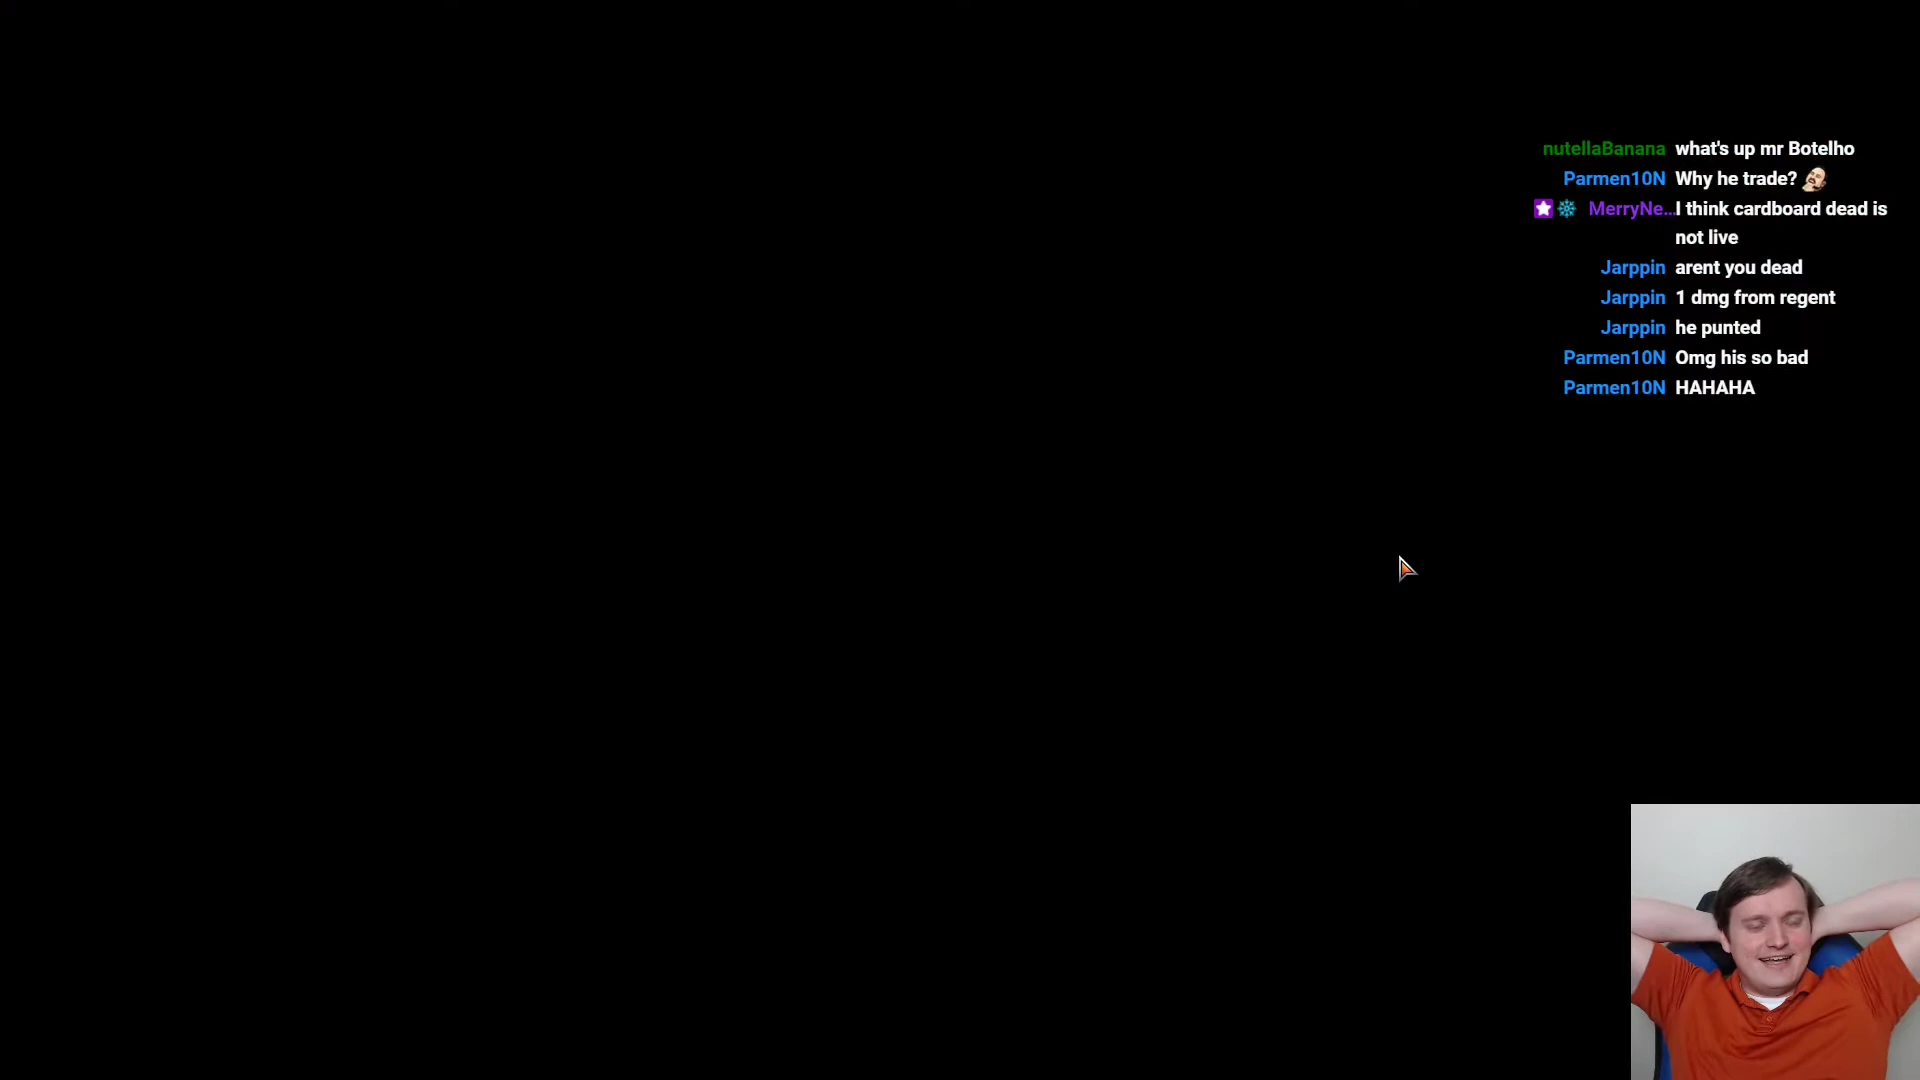 nutellaBanana what's up mr Botelho
Parmen10N Why he trade?
MerryNe... I think cardboard dead is
not live
Jarppin arent you dead
Jarppin 1 dmg from regent
Jarppin he punted
Parmen10N Omg his so bad
Parmen10N HAHAHA